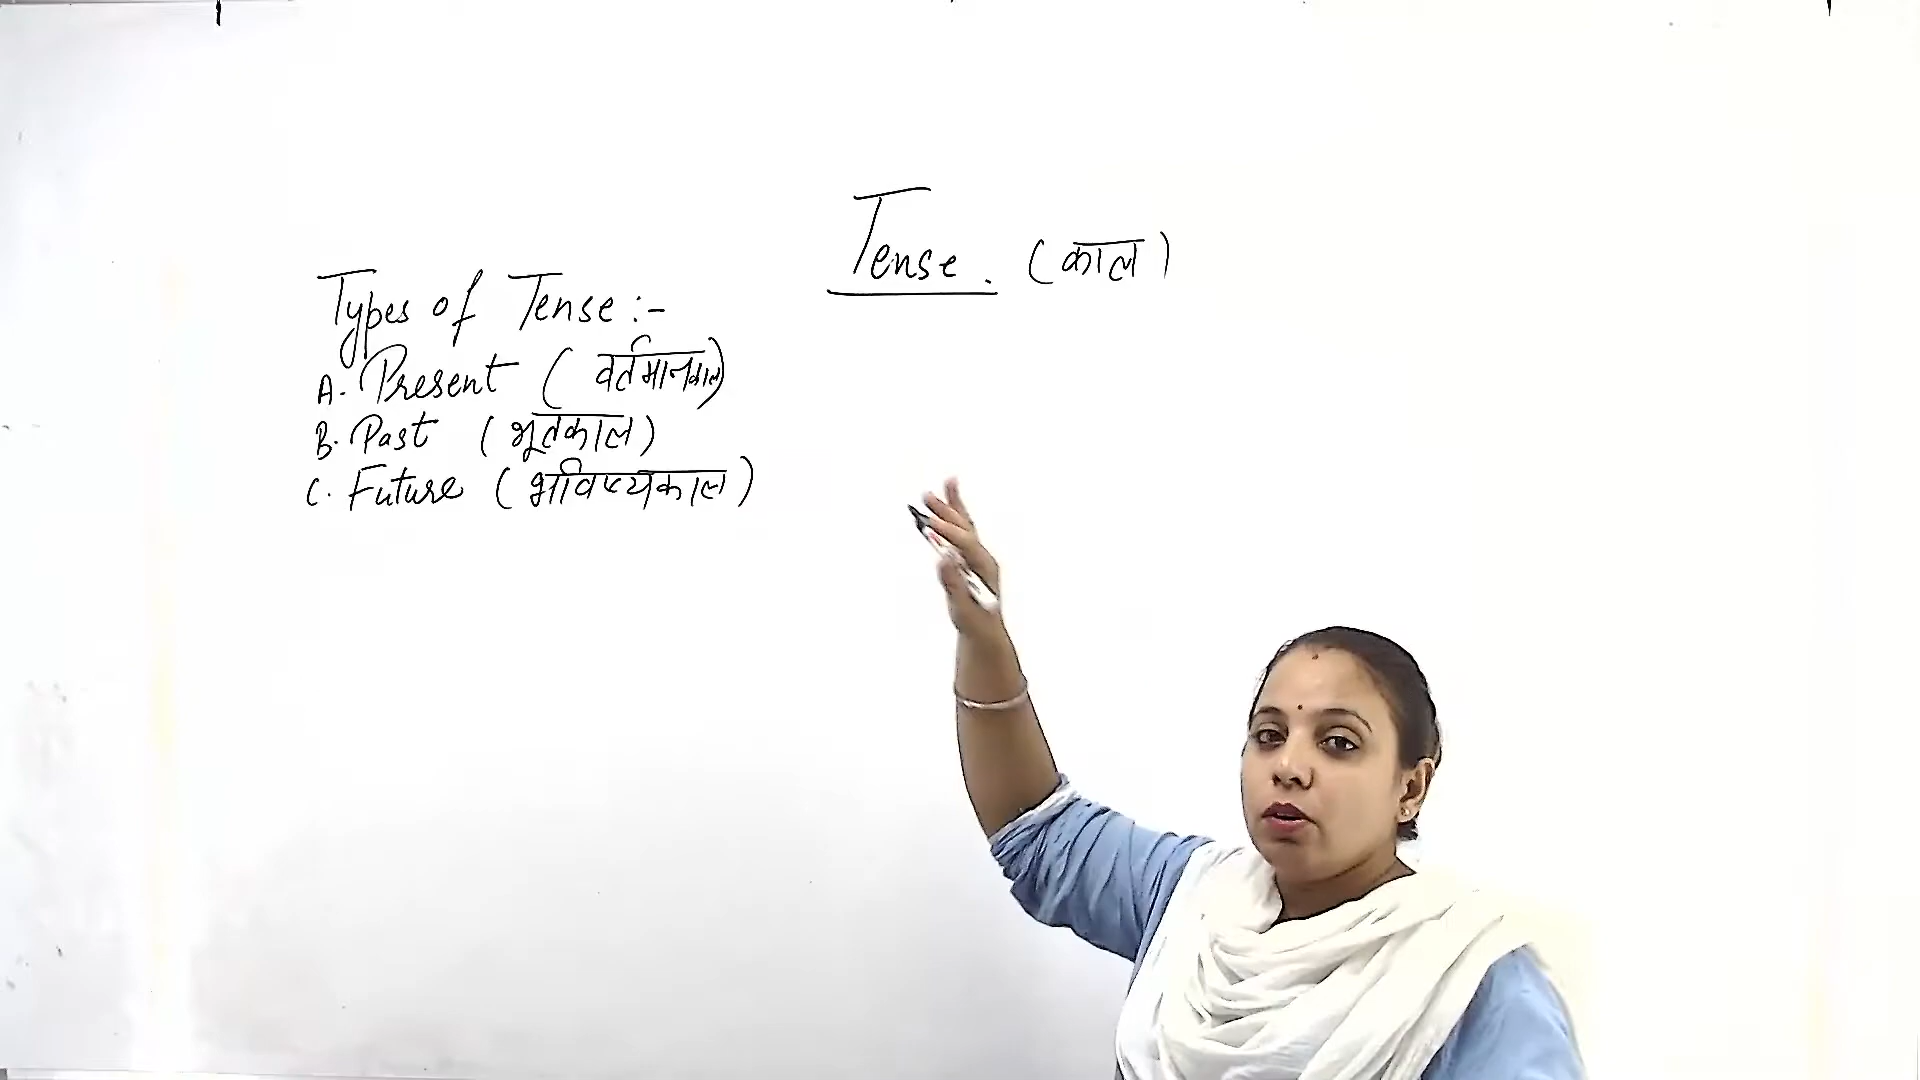 Tense. (काल)
Types of Tense:-
A. Present (वर्तमानकाल)
B. Past (भूतकाल)
C. Future (भविष्यकाल)